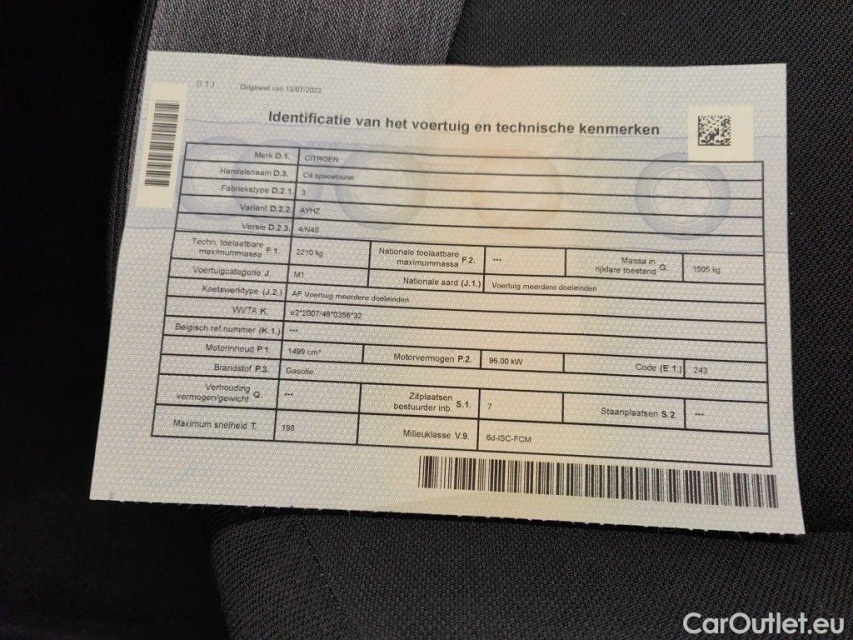 (I.1.) Origineel van 13/07/2022
Identificatie van het voertuig en technische kenmerken
Merk D.1. CITROEN
Handelsnaam D.3. C4 spacetourer
Fabriekstype D.2.1. 3
Variant D.2.2. AYHZ
Versie D.2.3. 4/N4S
Techn. toelaatbare maximummassa F.1. 2210 kg Nationale toelaatbare maximummassa F.2. --- Massa in rijklare toestand G. 1505 kg
Voertuigcategorie J. M1 Nationale aard (J.1.) Voertuig meerdere doeleinden
Koetswerktype (J.2.) AF Voertuig meerdere doeleinden
WVTA K. e2*2007/46*0356*32
Belgisch ref.nummer (K.1.) ---
Motorinhoud P.1. 1499 cm³ Motorvermogen P.2. 96.00 kW Code (E.1.) 243
Brandstof P.3. Gasolie
Verhouding vermogen/gewicht Q. --- Zitplaatsen bestuurder inb. S.1. 7 Staanplaatsen S.2. ---
Maximum snelheid T. 198 Milieuklasse V.9. 6d-ISC-FCM
CarOutlet.eu